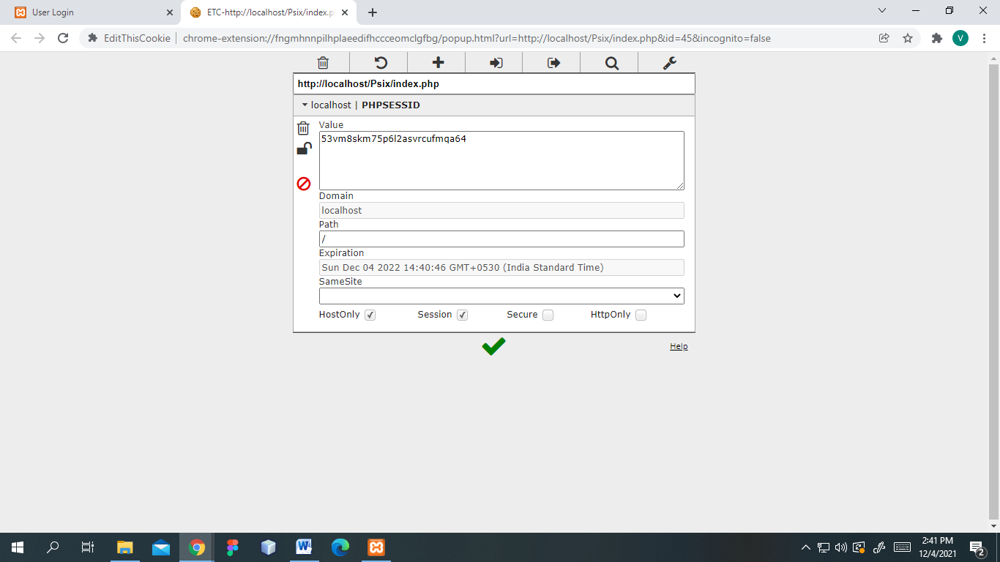 User Login
ETC-http://localhost/Psix/index.p
EditThisCookie | chrome-extension://fngmhnnpilhplaeedifhccceomclgfbg/popup.html?url=http://localhost/Psix/index.php&id=45&incognito=false
V
http://localhost/Psix/index.php
localhost | PHPSESSID
Value
53vm8skm75p6l2asvrcufmqa64
Domain
localhost
Path
/
Expiration
Sun Dec 04 2022 14:40:46 GMT+0530 (India Standard Time)
SameSite
HostOnly Session Secure HttpOnly
Help
2:41 PM
12/4/2021
2